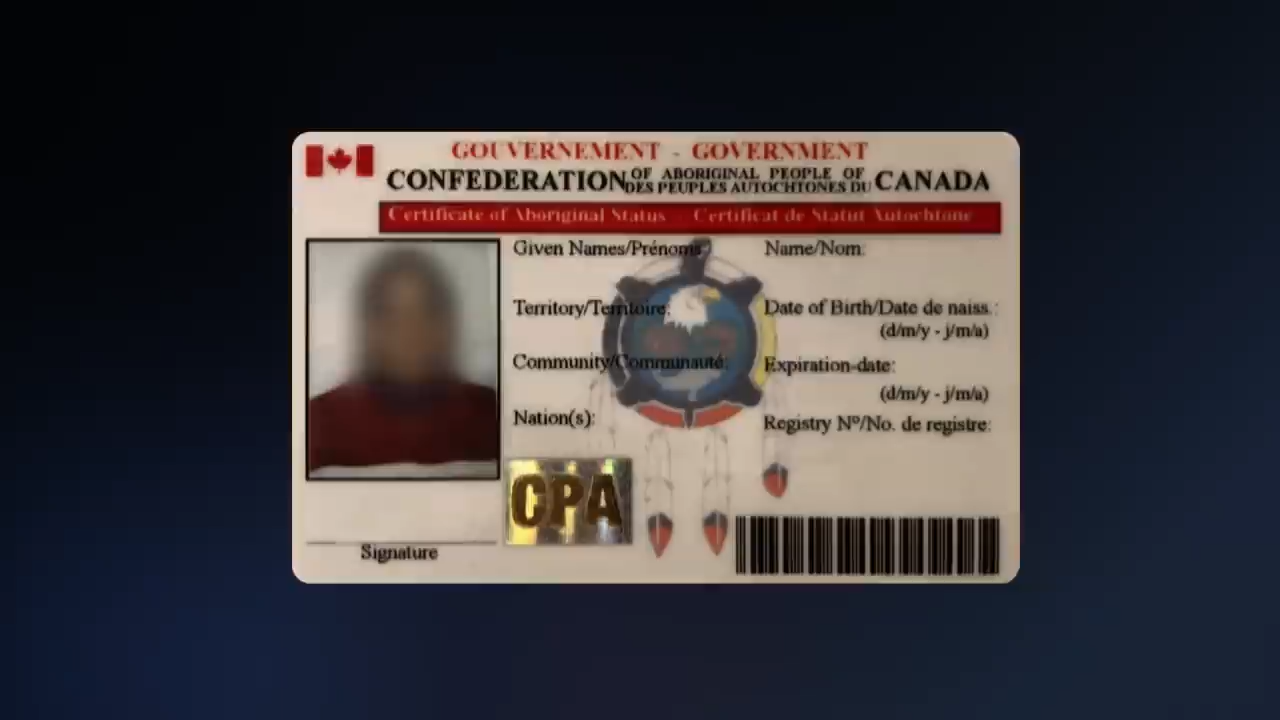 GOUVERNEMENT - GOVERNMENT
CONFEDERATION OF ABORIGINAL PEOPLE OF DES PEUPLES AUTOCHTONES DU CANADA
Certificate of Aboriginal Status - Certificat de Statut Autochtone
Given Names/Prénoms
Name/Nom:
Territory/Territoire:
Date of Birth/Date de naiss.:
(d/m/y - j/m/a)
Community/Communauté:
Expiration-date:
(d/m/y - j/m/a)
Nation(s):
Registry Nº/No. de registre:
CPA
Signature